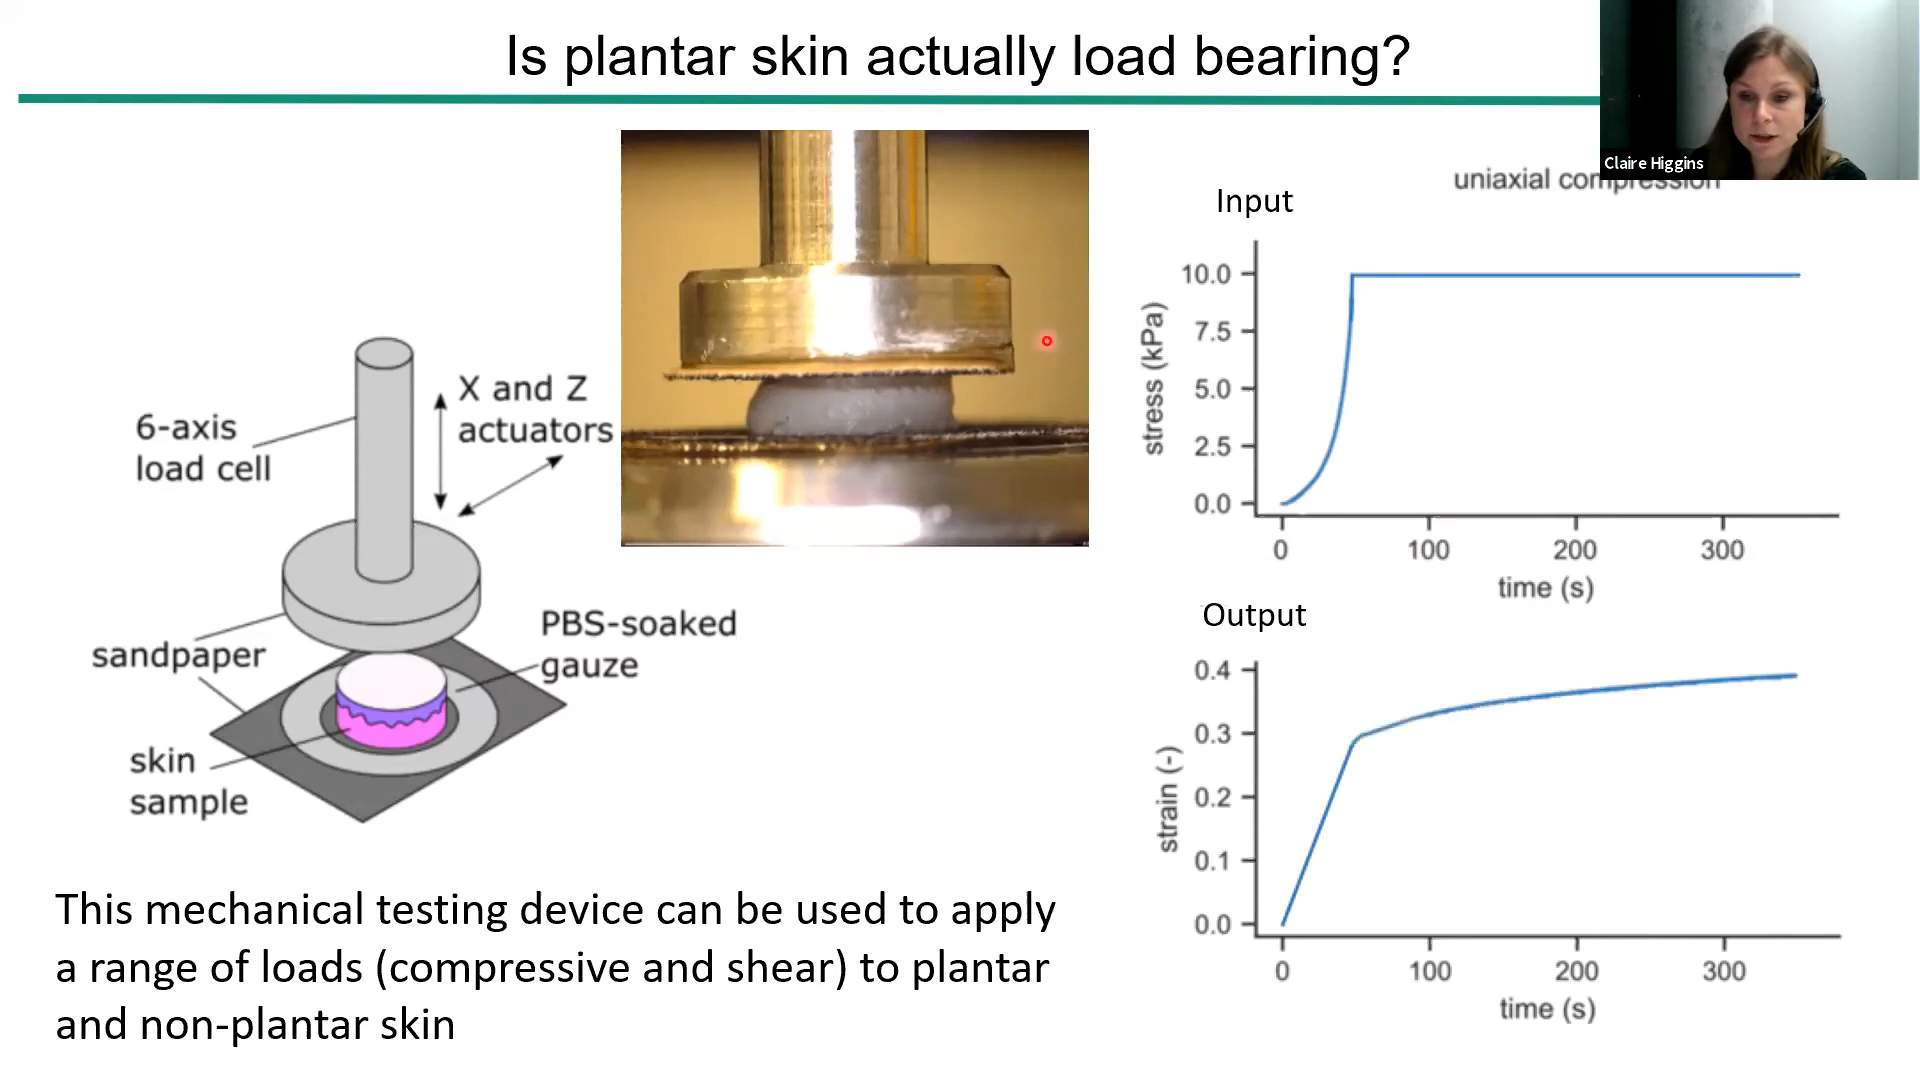 Is plantar skin actually load bearing?
Claire Higgins
6-axis
load cell
X and Z
actuators
sandpaper
PBS-soaked
gauze
skin
sample
This mechanical testing device can be used to apply
a range of loads (compressive and shear) to plantar
and non-plantar skin
uniaxial compression
Input
stress (kPa)
10.0
7.5
5.0
2.5
0.0
0 100 200 300
time (s)
Output
strain (-)
0.4
0.3
0.2
0.1
0.0
0 100 200 300
time (s)